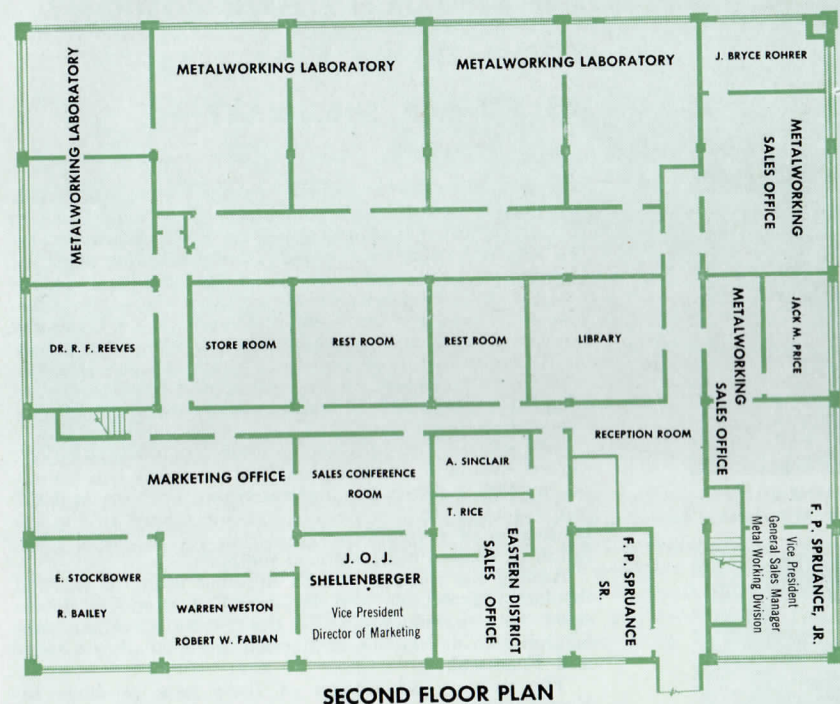 METALWORKING LABORATORY
METALWORKING LABORATORY
METALWORKING LABORATORY
J. BRYCE ROHRER
METALWORKING
SALES OFFICE
DR. R. F. REEVES
STORE ROOM
REST ROOM
REST ROOM
LIBRARY
METALWORKING
SALES OFFICE
JACK M. PRICE
MARKETING OFFICE
SALES CONFERENCE
ROOM
A. SINCLAIR
T. RICE
EASTERN DISTRICT
SALES OFFICE
RECEPTION ROOM
F. P. SPRUANCE
SR.
F. P. SPRUANCE, JR.
Vice President
General Sales Manager
Metal Working Division
E. STOCKBOWER
R. BAILEY
WARREN WESTON
ROBERT W. FABIAN
J. O. J.
SHELLENBERGER
Vice President
Director of Marketing
SECOND FLOOR PLAN